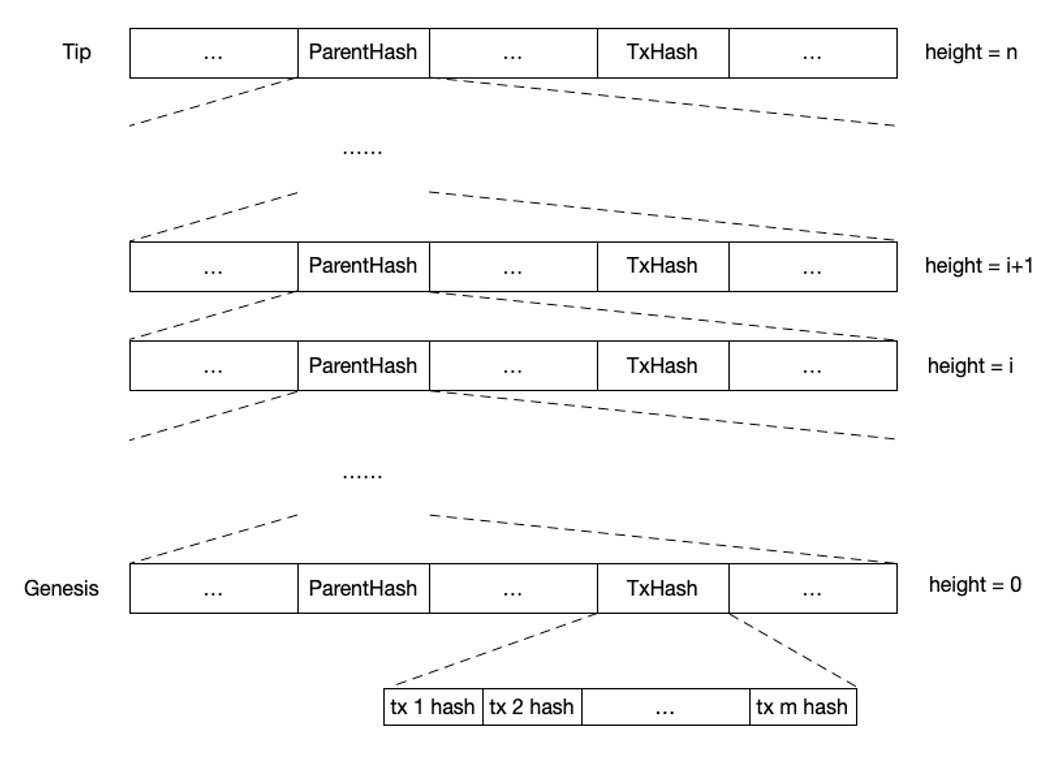 Tip ... ParentHash ... TxHash ... height = n
......
... ParentHash ... TxHash ... height = i+1
... ParentHash ... TxHash ... height = i
......
Genesis ... ParentHash ... TxHash ... height = 0
tx 1 hash tx 2 hash ... tx m hash